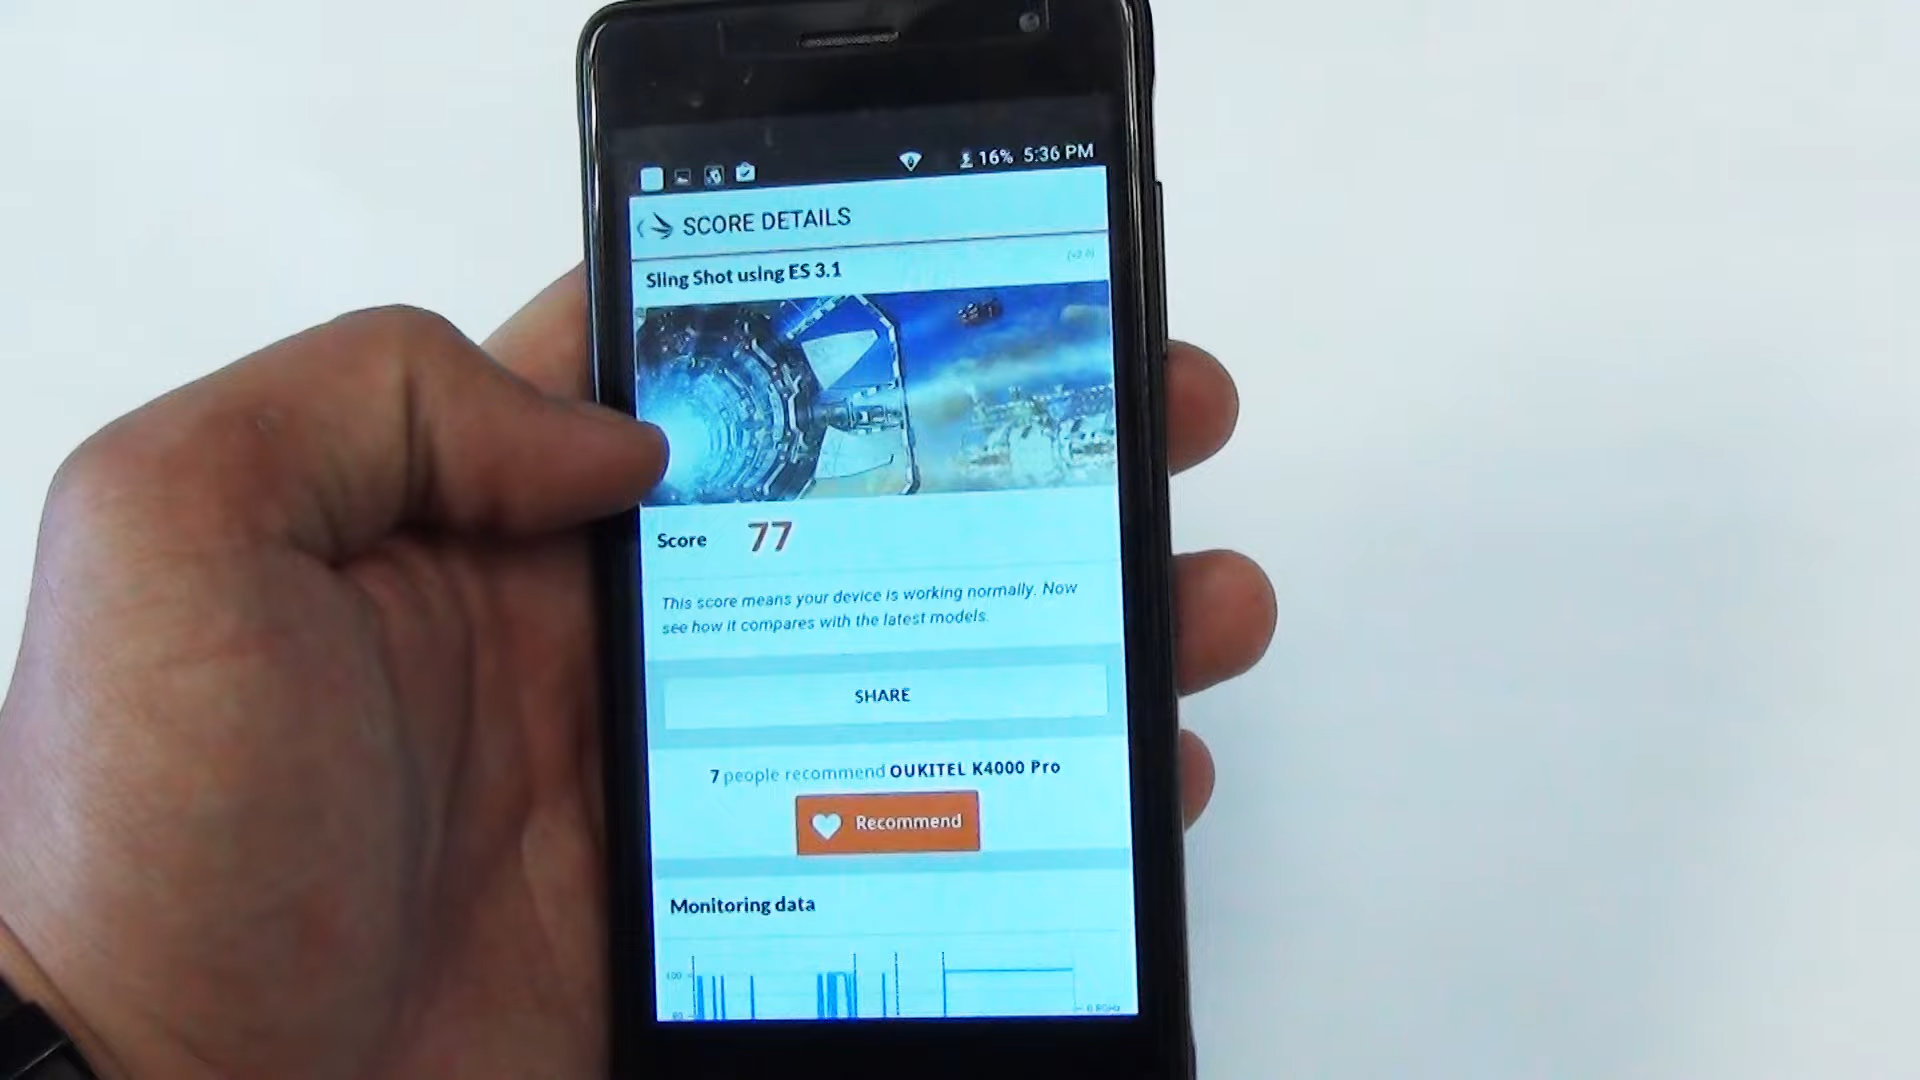 16% 5:36 PM
SCORE DETAILS
Sling Shot using ES 3.1
Score 77
This score means your device is working normally. Now
see how it compares with the latest models.
SHARE
7 people recommend OUKITEL K4000 Pro
Recommend
Monitoring data
100
80